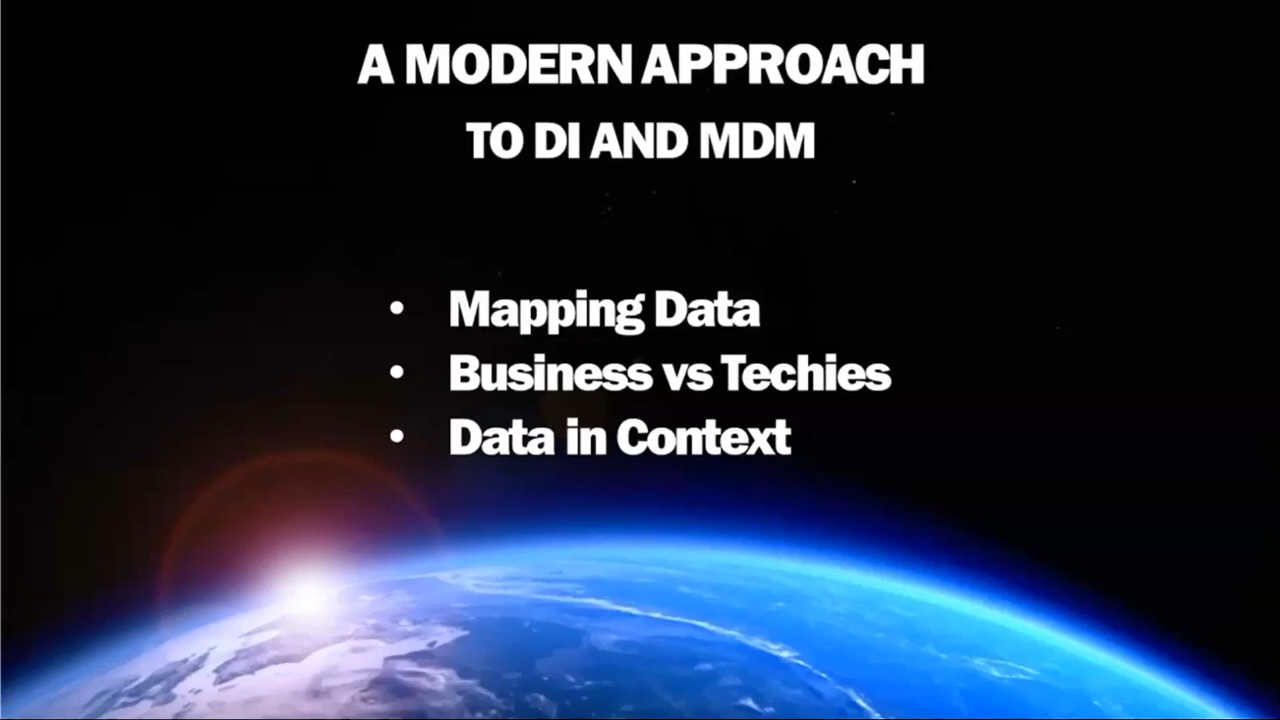 A MODERN APPROACH
TO DI AND MDM
• Mapping Data
• Business vs Techies
• Data in Context